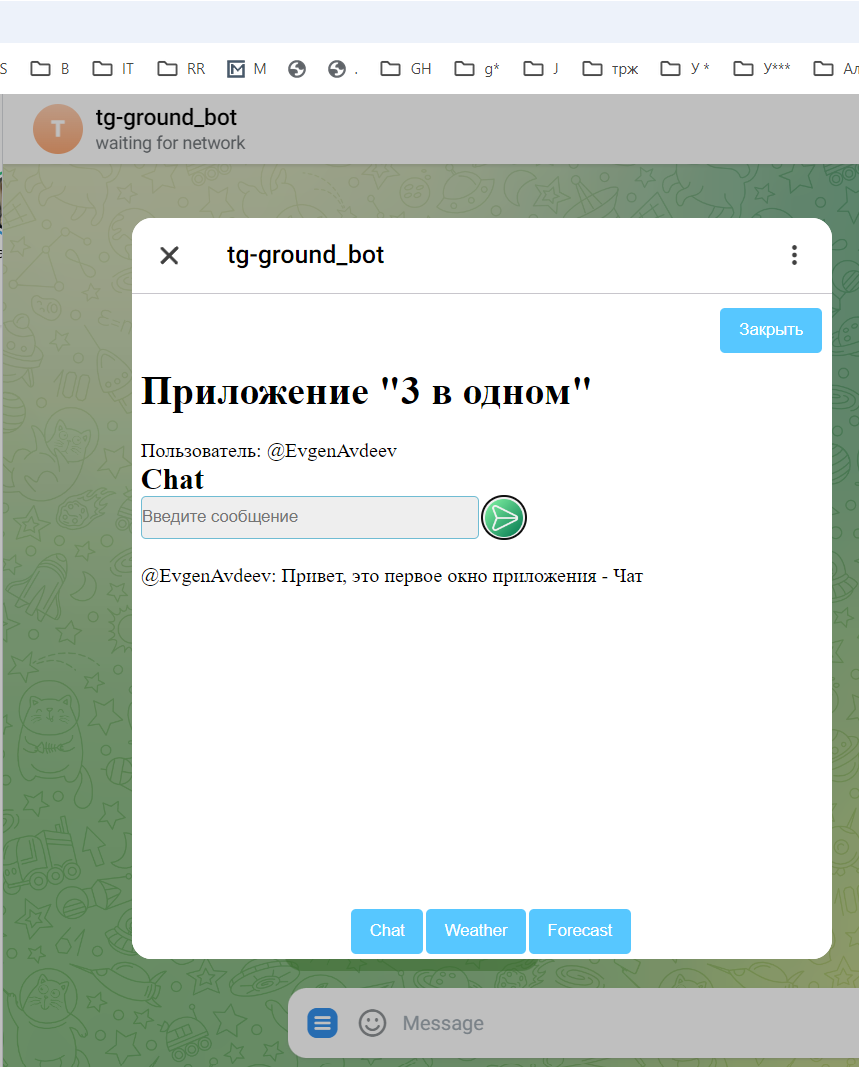 S B IT RR M . GH g* J трж У * У*** Ал
T tg-ground_bot
waiting for network
tg-ground_bot
Закрыть
Приложение "3 в одном"
Пользователь: @EvgenAvdeev
Chat
Введите сообщение
@EvgenAvdeev: Привет, это первое окно приложения - Чат
Chat Weather Forecast
Message